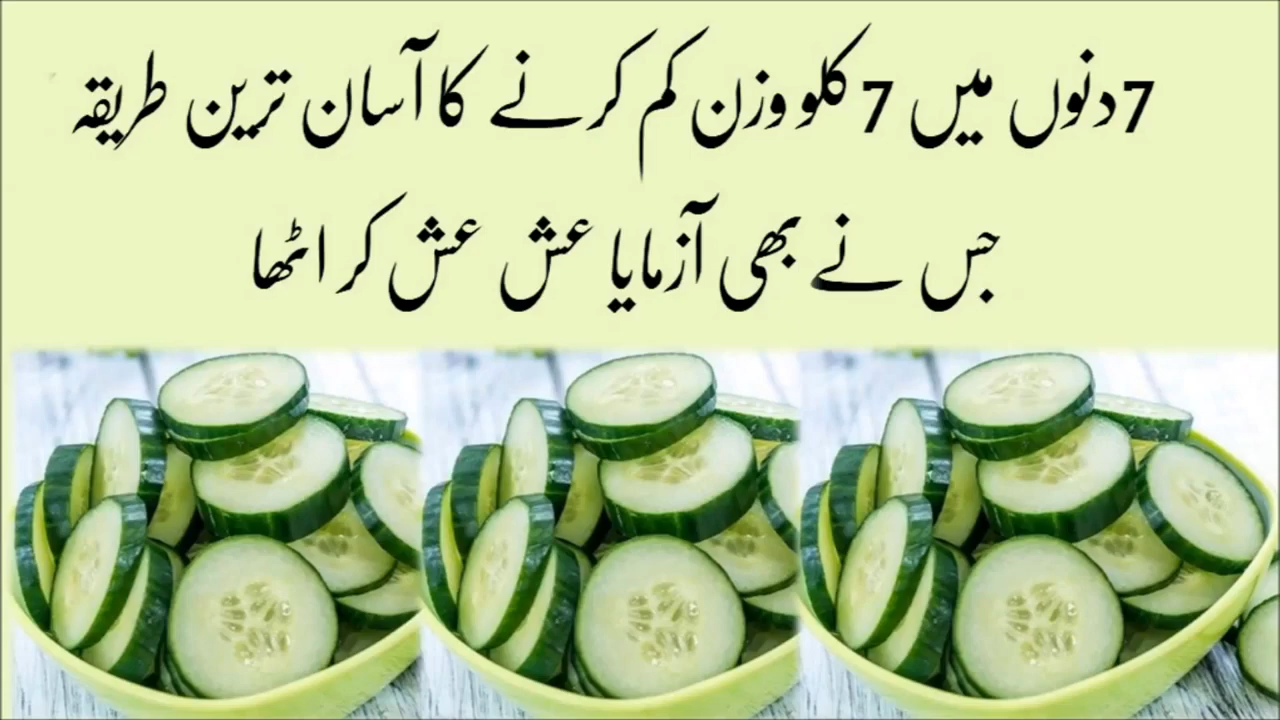 7 دنوں میں 7 کلو وزن کم کرنے کا آسان ترین طریقہ
جس نے بھی آزمایا عش عش کر اٹھا